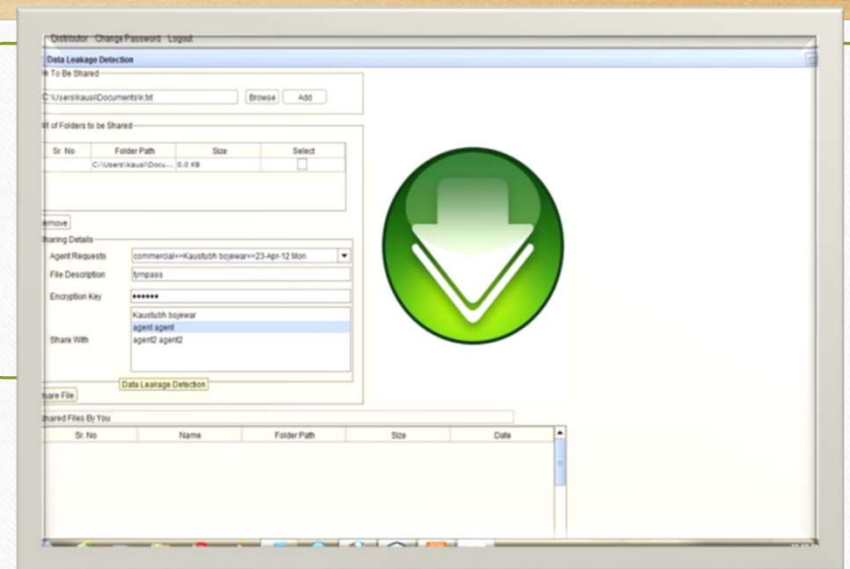 Distributor Change Password Logout
Data Leakage Detection
To Be Shared
C:\Users\kausi\Documents\k.txt Browse Add
of Folders to be Shared
Sr. No Folder Path Size Select
C:\Users\kausi\Docu... 0.0 KB
emove
haring Details
Agent Requests commercial>=Kaustubh bojewar>=23-Apr-12 Mon
File Description tympass
Encryption Key ••••••
Share With Kaustubh bojewar
agent agent
agent2 agent2
Data Leakage Detection
hare File
hared Files By You
Sr. No Name Folder Path Size Date